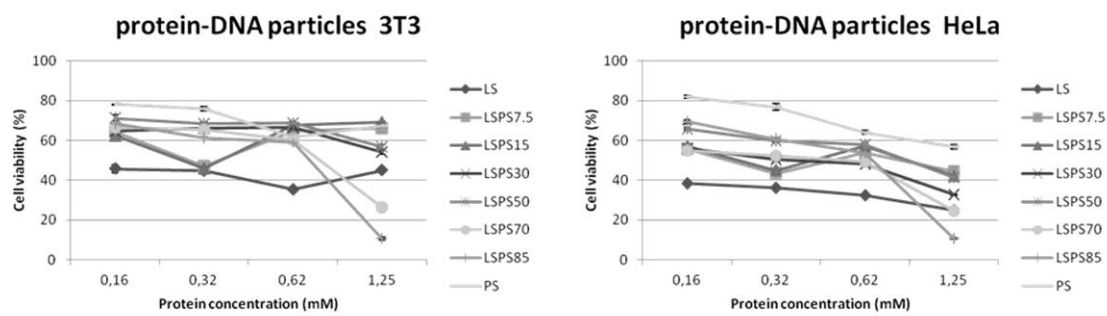 protein-DNA particles 3T3
100
80
60
40
20
0
Cell viability (%)
0,16 0,32 0,62 1,25
Protein concentration (mM)
LS
LSPS7.5
LSPS15
LSPS30
LSPS50
LSPS70
LSPS85
PS
protein-DNA particles HeLa
100
80
60
40
20
0
Cell viability (%)
0,16 0,32 0,62 1,25
Protein concentration (mM)
LS
LSPS7.5
LSPS15
LSPS30
LSPS50
LSPS70
LSPS85
PS